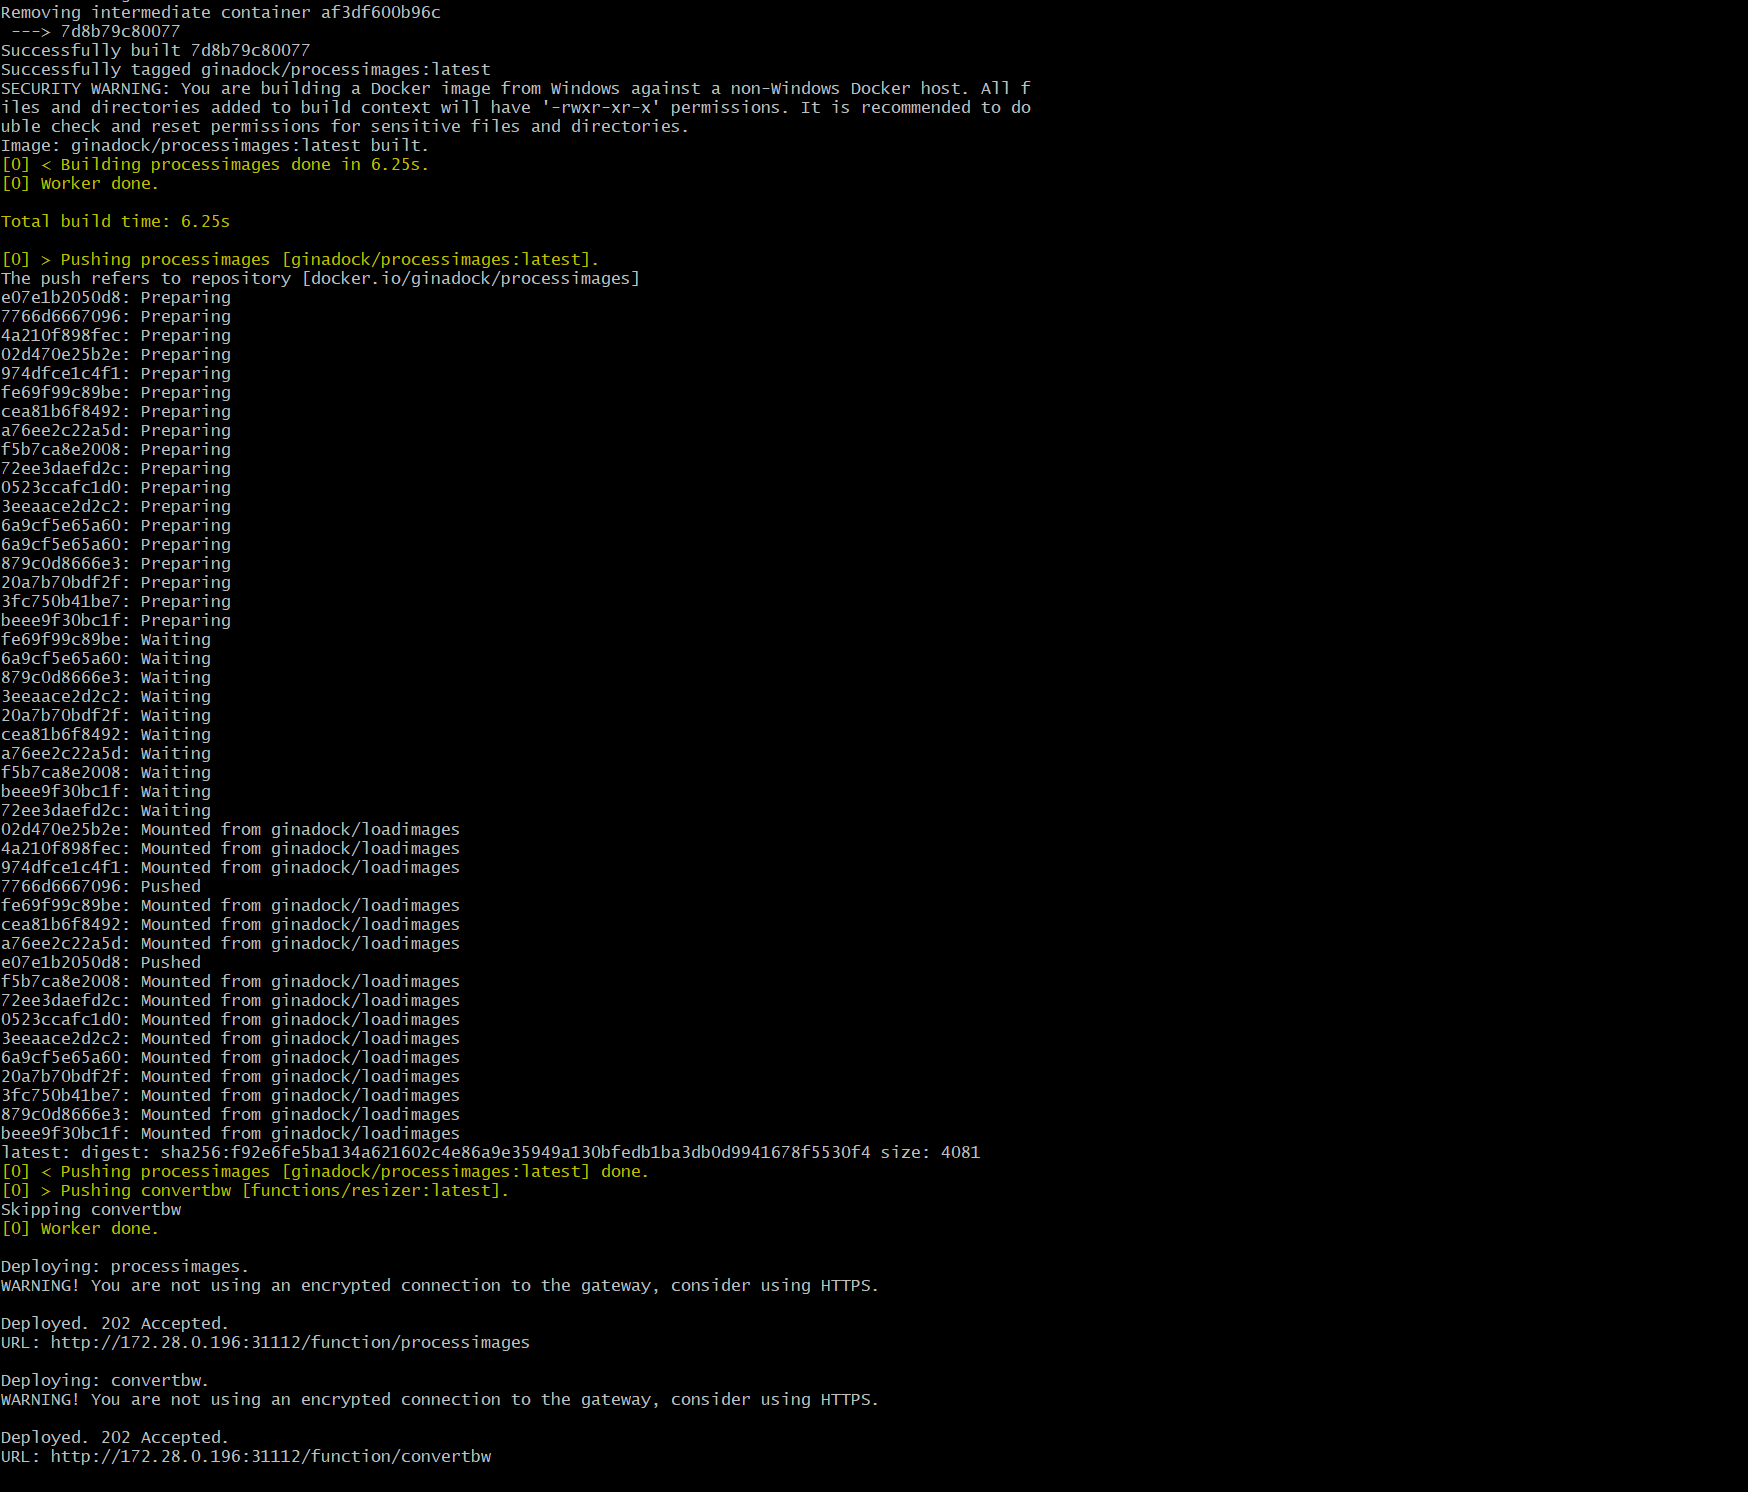 Removing intermediate container af3df600b96c
 ---> 7d8b79c80077
Successfully built 7d8b79c80077
Successfully tagged ginadock/processimages:latest
SECURITY WARNING: You are building a Docker image from Windows against a non-Windows Docker host. All f
iles and directories added to build context will have '-rwxr-xr-x' permissions. It is recommended to do
uble check and reset permissions for sensitive files and directories.
Image: ginadock/processimages:latest built.
[0] < Building processimages done in 6.25s.
[0] Worker done.

Total build time: 6.25s

[0] > Pushing processimages [ginadock/processimages:latest].
The push refers to repository [docker.io/ginadock/processimages]
e07e1b2050d8: Preparing
7766d6667096: Preparing
4a210f898fec: Preparing
02d470e25b2e: Preparing
974dfce1c4f1: Preparing
fe69f99c89be: Preparing
cea81b6f8492: Preparing
a76ee2c22a5d: Preparing
f5b7ca8e2008: Preparing
72ee3daefd2c: Preparing
0523ccafc1d0: Preparing
3eeaace2d2c2: Preparing
6a9cf5e65a60: Preparing
6a9cf5e65a60: Preparing
879c0d8666e3: Preparing
20a7b70bdf2f: Preparing
3fc750b41be7: Preparing
beee9f30bc1f: Preparing
fe69f99c89be: Waiting
6a9cf5e65a60: Waiting
879c0d8666e3: Waiting
3eeaace2d2c2: Waiting
20a7b70bdf2f: Waiting
cea81b6f8492: Waiting
a76ee2c22a5d: Waiting
f5b7ca8e2008: Waiting
beee9f30bc1f: Waiting
72ee3daefd2c: Waiting
02d470e25b2e: Mounted from ginadock/loadimages
4a210f898fec: Mounted from ginadock/loadimages
974dfce1c4f1: Mounted from ginadock/loadimages
7766d6667096: Pushed
fe69f99c89be: Mounted from ginadock/loadimages
cea81b6f8492: Mounted from ginadock/loadimages
a76ee2c22a5d: Mounted from ginadock/loadimages
e07e1b2050d8: Pushed
f5b7ca8e2008: Mounted from ginadock/loadimages
72ee3daefd2c: Mounted from ginadock/loadimages
0523ccafc1d0: Mounted from ginadock/loadimages
3eeaace2d2c2: Mounted from ginadock/loadimages
6a9cf5e65a60: Mounted from ginadock/loadimages
20a7b70bdf2f: Mounted from ginadock/loadimages
3fc750b41be7: Mounted from ginadock/loadimages
879c0d8666e3: Mounted from ginadock/loadimages
beee9f30bc1f: Mounted from ginadock/loadimages
latest: digest: sha256:f92e6fe5ba134a621602c4e86a9e35949a130bfedb1ba3db0d9941678f5530f4 size: 4081
[0] < Pushing processimages [ginadock/processimages:latest] done.
[0] > Pushing convertbw [functions/resizer:latest].
Skipping convertbw
[0] Worker done.

Deploying: processimages.
WARNING! You are not using an encrypted connection to the gateway, consider using HTTPS.

Deployed. 202 Accepted.
URL: http://172.28.0.196:31112/function/processimages

Deploying: convertbw.
WARNING! You are not using an encrypted connection to the gateway, consider using HTTPS.

Deployed. 202 Accepted.
URL: http://172.28.0.196:31112/function/convertbw